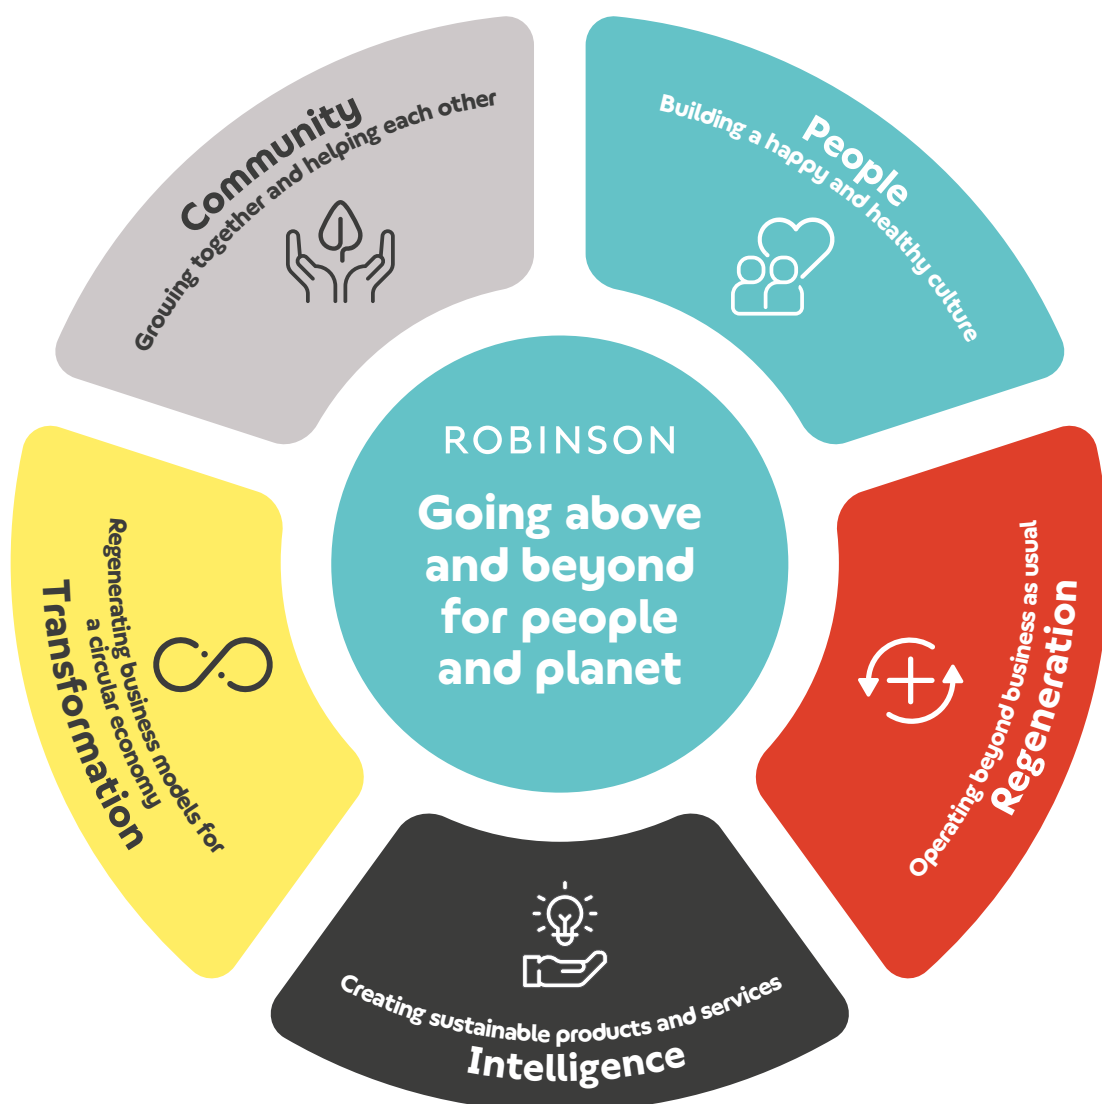 ROBINSON
Going above
and beyond
for people
and planet
People
Building a happy and healthy culture
Regeneration
Operating beyond business as usual
Creating sustainable products and services
Intelligence
Regenerating business models for
a circular economy
Transformation
Community
Growing together and helping each other